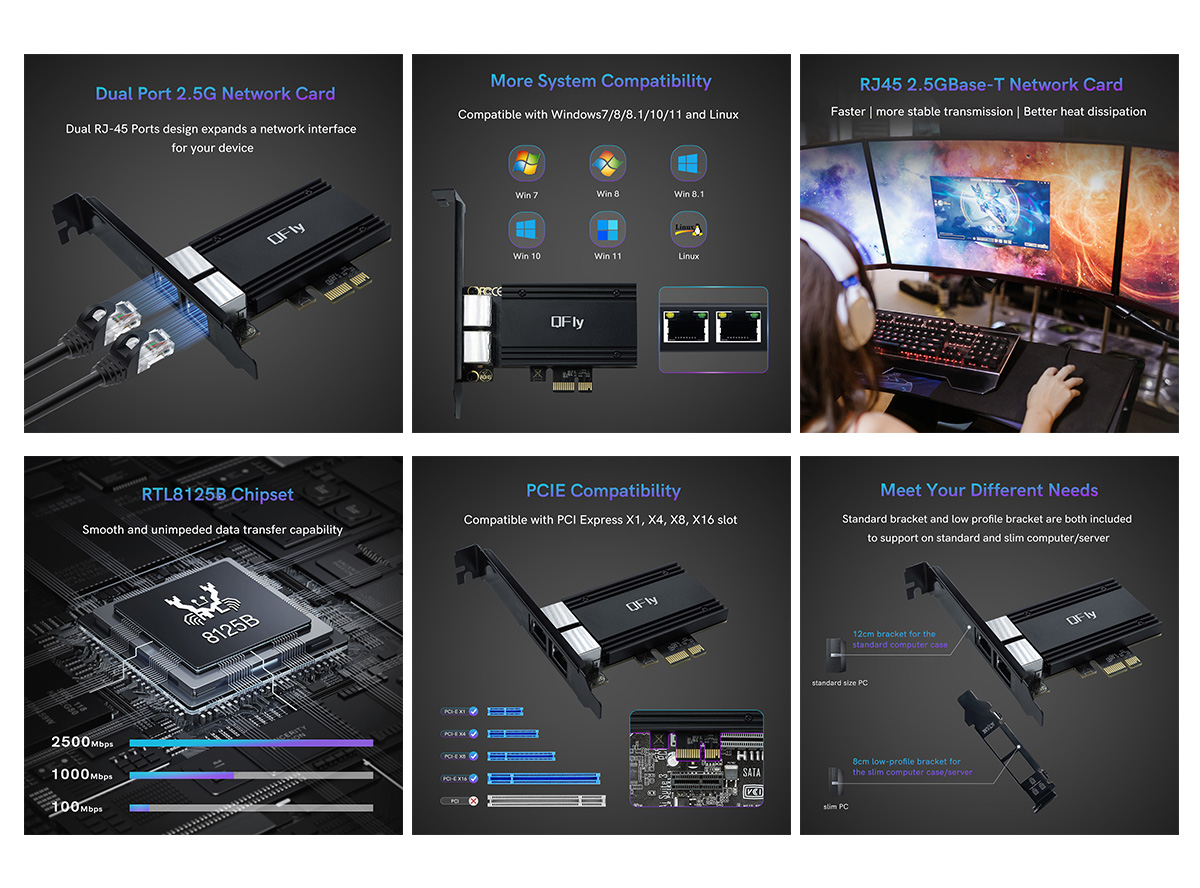 Dual Port 2.5G Network Card
Dual RJ-45 Ports design expands a network interface
for your device
QFly
More System Compatibility
Compatible with Windows7/8/8.1/10/11 and Linux
Win 7
Win 8
Win 8.1
Linux
Win 10
Win 11
Linux
QFly
RJ45 2.5GBase-T Network Card
Faster | more stable transmission | Better heat dissipation
RTL8125B Chipset
Smooth and unimpeded data transfer capability
8125B
2500Mbps
1000Mbps
100Mbps
PCIE Compatibility
Compatible with PCI Express X1, X4, X8, X16 slot
QFly
PCI-E X1
PCI-E X4
PCI-E X8
PCI-E X16
PCI
SATA
Meet Your Different Needs
Standard bracket and low profile bracket are both included
to support on standard and slim computer/server
QFly
12cm bracket for the
standard computer case
standard size PC
8cm low-profile bracket for
the slim computer case/server
slim PC